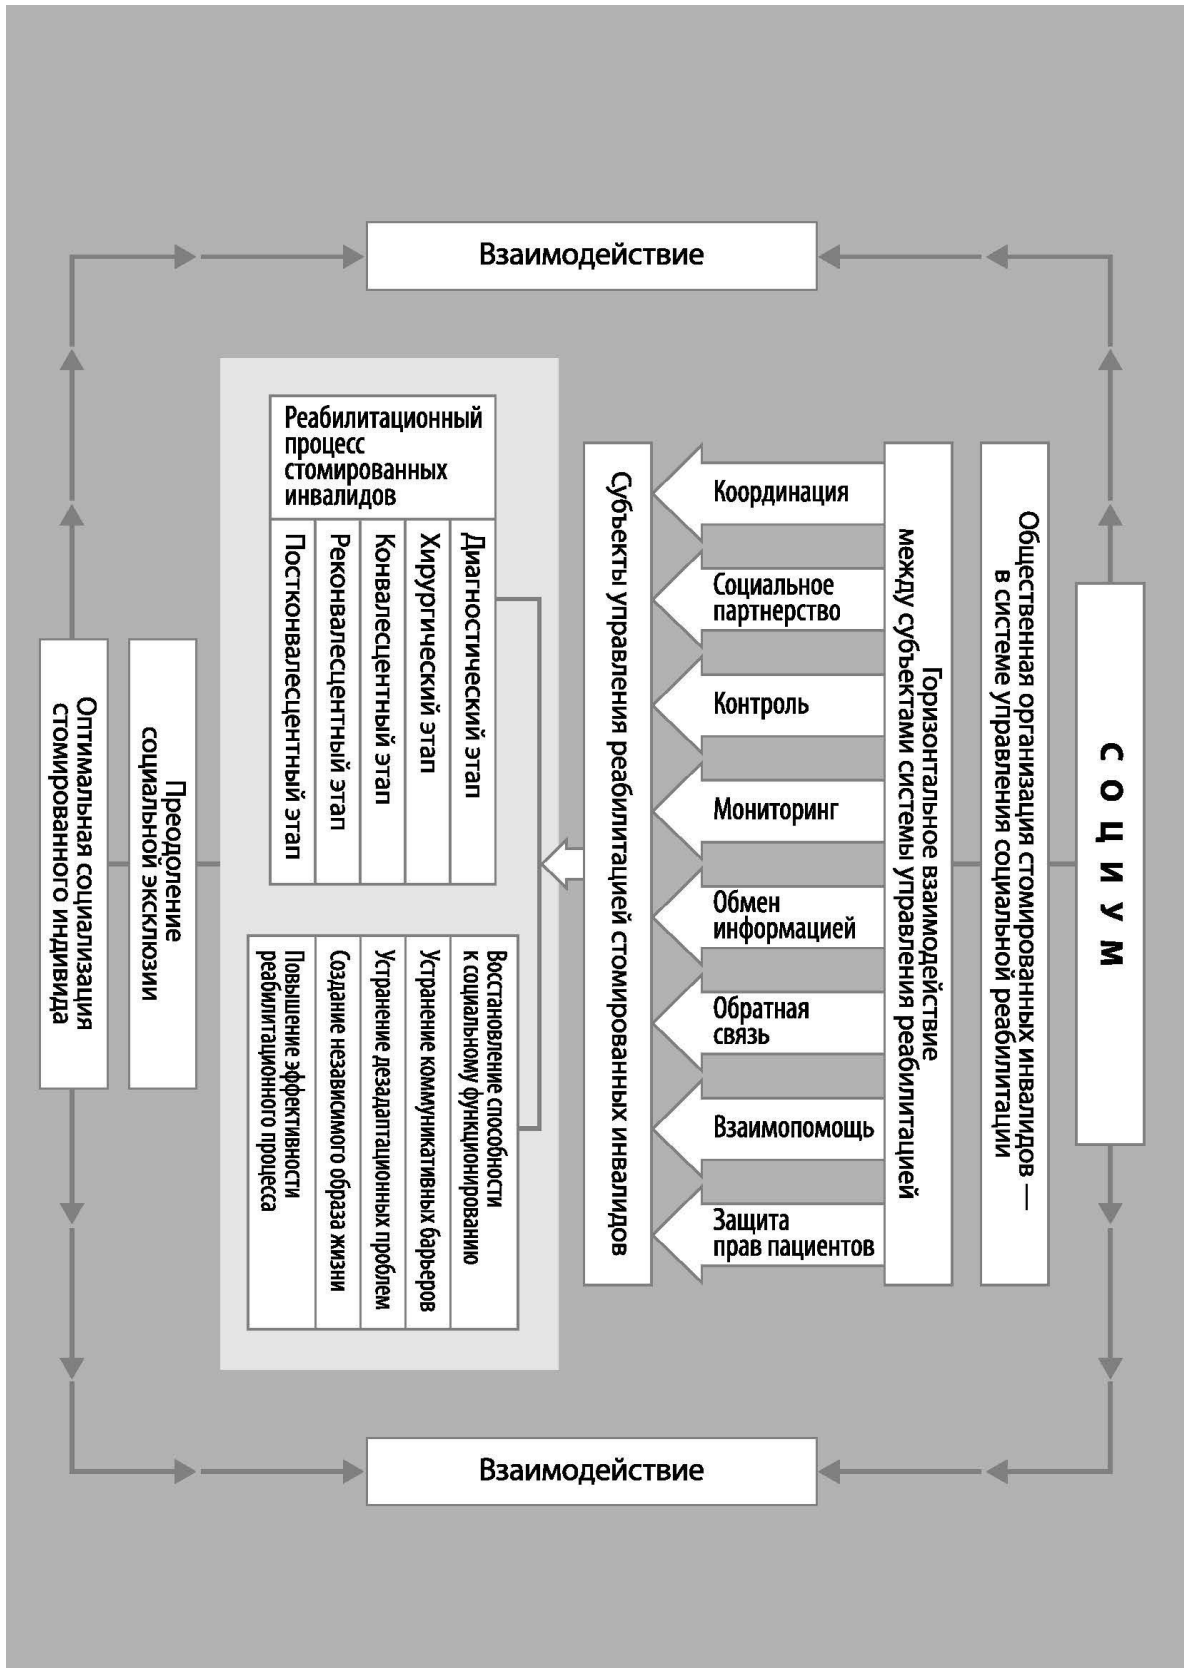 СОЦИУМ
Общественная организация стомированных инвалидов —
в системе управления социальной реабилитации
Горизонтальное взаимодействие
между субъектами системы управления реабилитацией
Координация
Социальное
партнерство
Контроль
Мониторинг
Обмен
информацией
Обратная
связь
Взаимопомощь
Защита
прав пациентов
Субъекты управления реабилитацией стомированных инвалидов
Реабилитационный
процесс
стомированных
инвалидов
Диагностический этап
Хирургический этап
Конвалесцентный этап
Реконвалесцентный этап
Постконвалесцентный этап
Восстановление способности
к социальному функционированию
Устранение коммуникативных барьеров
Устранение дезадаптационных проблем
Создание независимого образа жизни
Повышение эффективности
реабилитационного процесса
Преодоление
социальной эксклюзии
Оптимальная социализация
стомированного индивида
Взаимодействие
Взаимодействие